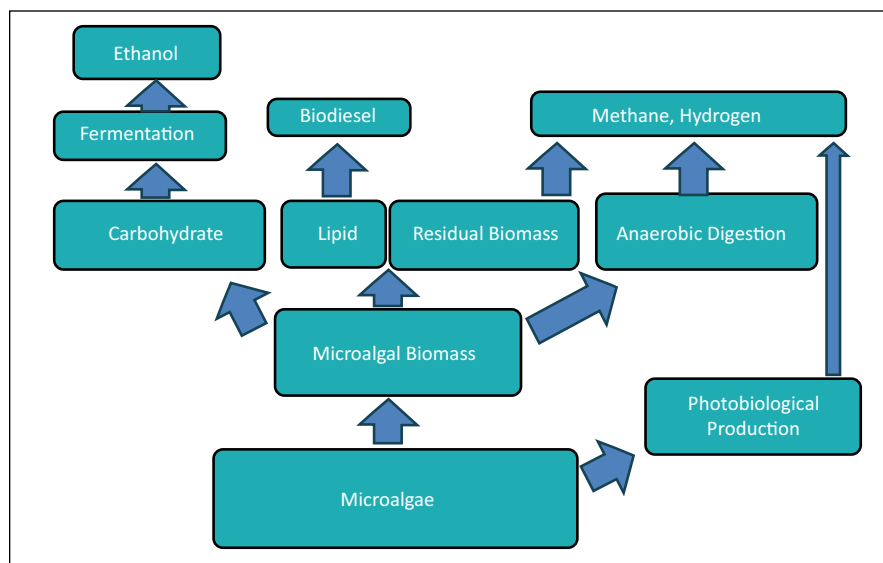 Ethanol
Fermentation
Biodiesel
Methane, Hydrogen
Carbohydrate
Lipid
Residual Biomass
Anaerobic Digestion
Microalgal Biomass
Photobiological
Production
Microalgae